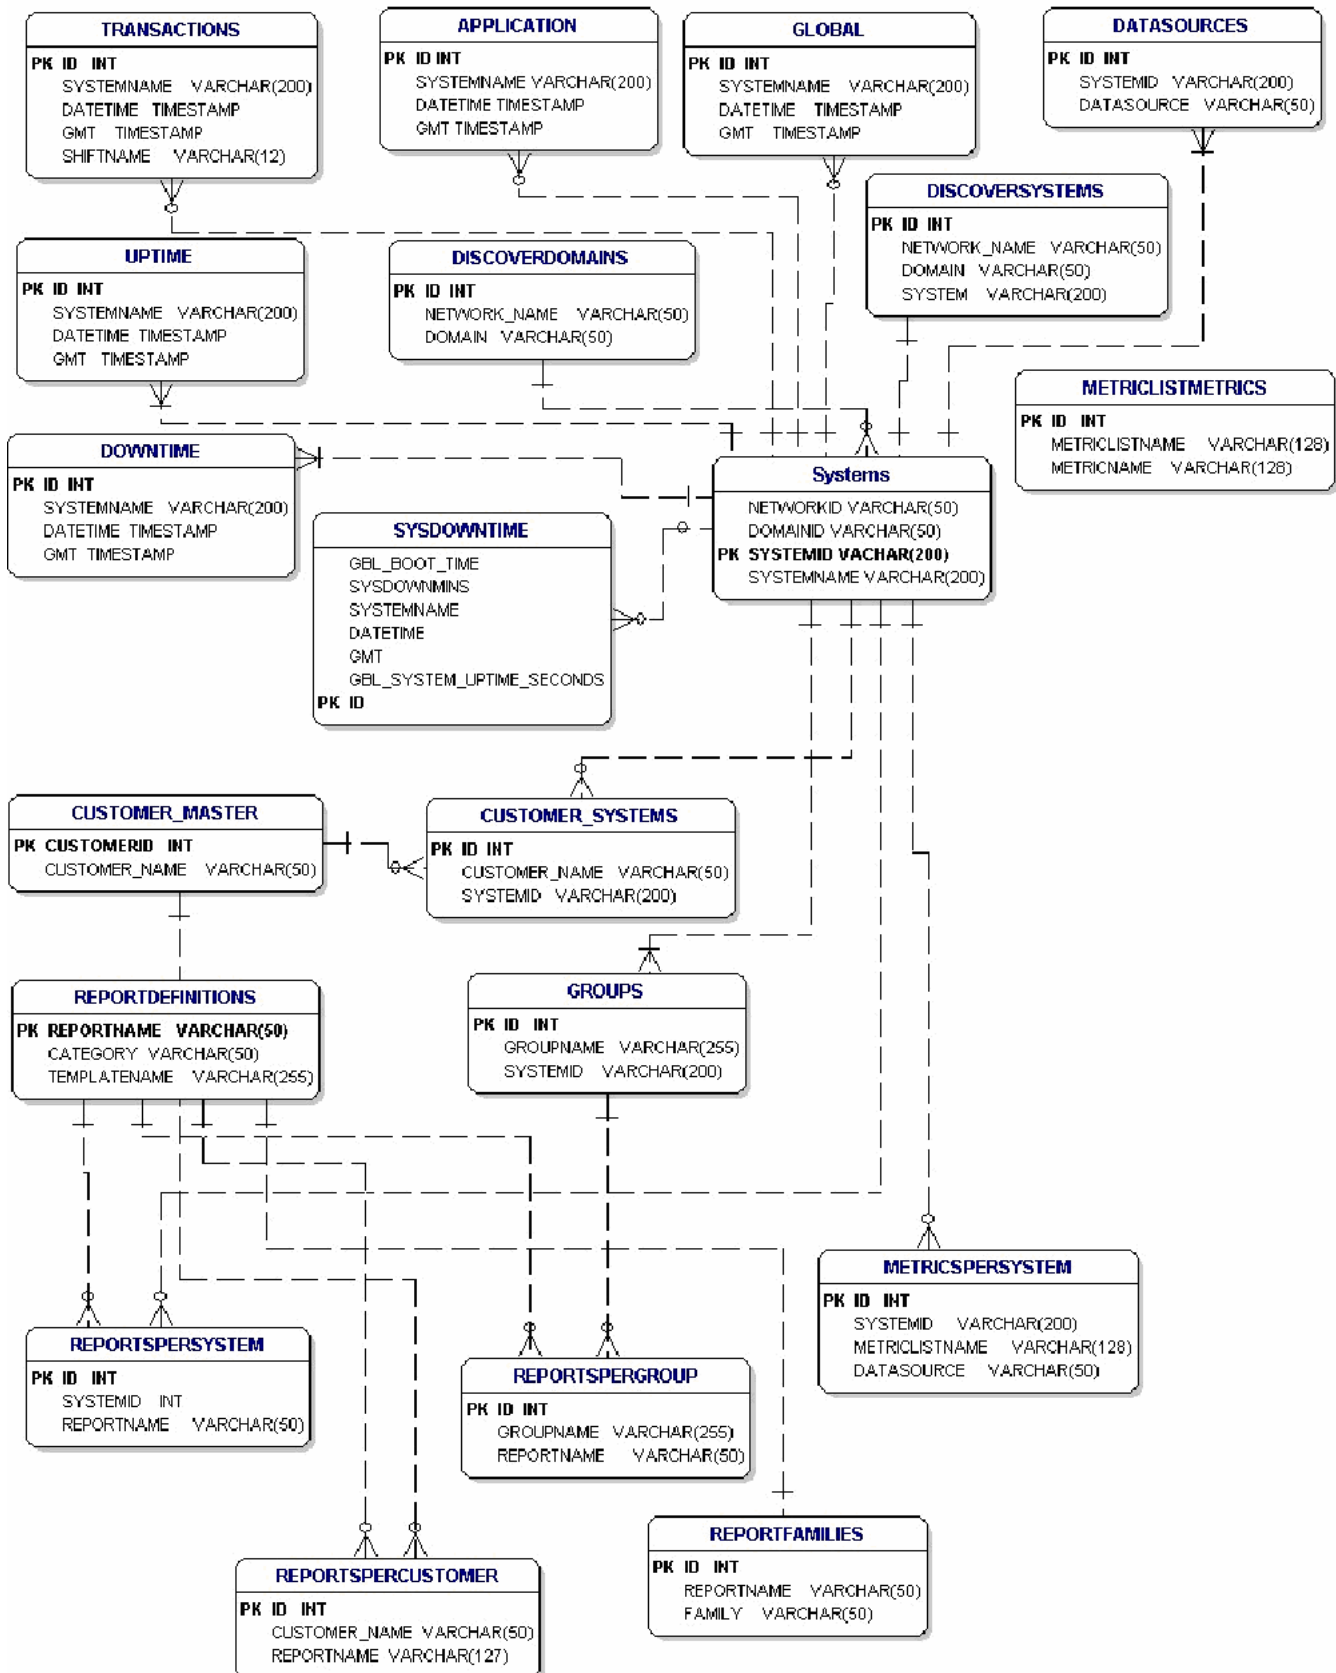 TRANSACTIONS
PK ID INT
SYSTEMNAME VARCHAR(200)
DATETIME TIMESTAMP
GMT TIMESTAMP
SHIFTNAME VARCHAR(12)
APPLICATION
PK ID INT
SYSTEMNAME VARCHAR(200)
DATETIME TIMESTAMP
GMT TIMESTAMP
GLOBAL
PK ID INT
SYSTEMNAME VARCHAR(200)
DATETIME TIMESTAMP
GMT TIMESTAMP
DATASOURCES
PK ID INT
SYSTEMID VARCHAR(200)
DATASOURCE VARCHAR(50)
DISCOVERSYSTEMS
PK ID INT
NETWORK_NAME VARCHAR(50)
DOMAIN VARCHAR(50)
SYSTEM VARCHAR(200)
UPTIME
PK ID INT
SYSTEMNAME VARCHAR(200)
DATETIME TIMESTAMP
GMT TIMESTAMP
DISCOVERDOMAINS
PK ID INT
NETWORK_NAME VARCHAR(50)
DOMAIN VARCHAR(50)
METRICLISTMETRICS
PK ID INT
METRICLISTNAME VARCHAR(128)
METRICNAME VARCHAR(128)
DOWNTIME
PK ID INT
SYSTEMNAME VARCHAR(200)
DATETIME TIMESTAMP
GMT TIMESTAMP
Systems
NETWORKID VARCHAR(50)
DOMAINID VARCHAR(50)
PK SYSTEMID VACHAR(200)
SYSTEMNAME VARCHAR(200)
SYSDOWNTIME
GBL_BOOT_TIME
SYSDOWNMINS
SYSTEMNAME
DATETIME
GMT
GBL_SYSTEM_UPTIME_SECONDS
PK ID
CUSTOMER_MASTER
PK CUSTOMERID INT
CUSTOMER_NAME VARCHAR(50)
CUSTOMER_SYSTEMS
PK ID INT
CUSTOMER_NAME VARCHAR(50)
SYSTEMID VARCHAR(200)
REPORTDEFINITIONS
PK REPORTNAME VARCHAR(50)
CATEGORY VARCHAR(50)
TEMPLATENAME VARCHAR(255)
GROUPS
PK ID INT
GROUPNAME VARCHAR(255)
SYSTEMID VARCHAR(200)
METRICSPERSYSTEM
PK ID INT
SYSTEMID VARCHAR(200)
METRICLISTNAME VARCHAR(128)
DATASOURCE VARCHAR(50)
REPORTSPERSYSTEM
PK ID INT
SYSTEMID INT
REPORTNAME VARCHAR(50)
REPORTSPERGROUP
PK ID INT
GROUPNAME VARCHAR(255)
REPORTNAME VARCHAR(50)
REPORTFAMILIES
PK ID INT
REPORTNAME VARCHAR(50)
FAMILY VARCHAR(50)
REPORTSPERCUSTOMER
PK ID INT
CUSTOMER_NAME VARCHAR(50)
REPORTNAME VARCHAR(127)